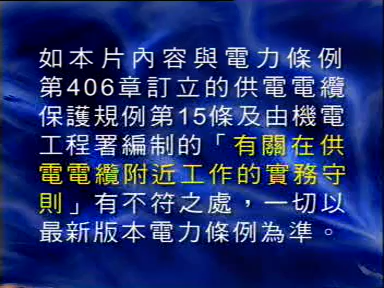 如本片內容與電力條例
第406章訂立的供電電纜
保護規例第15條及由機電
工程署編制的「有關在供
電電纜附近工作的實務守
則」有不符之處，一切以
最新版本電力條例為準。